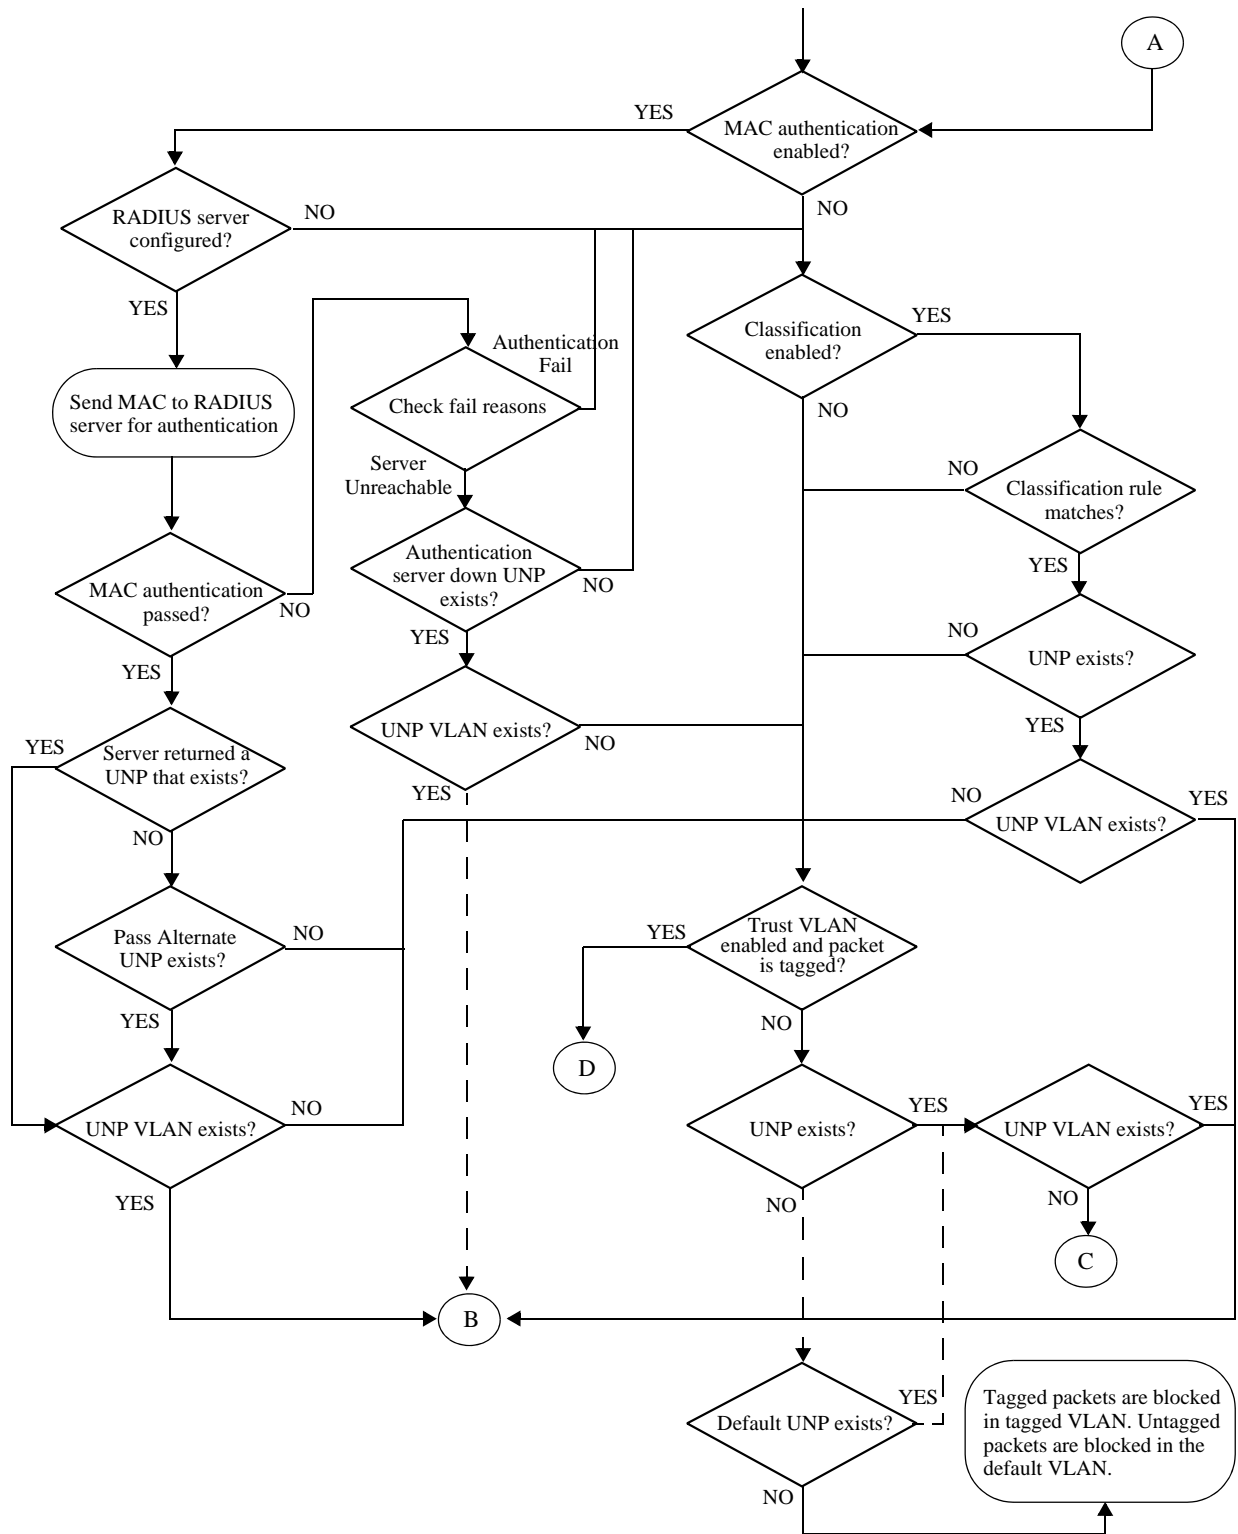 A
YES
MAC authentication
enabled?
NO
RADIUS server
configured?
NO
YES
Classification
enabled?
YES
NO
Authentication
Fail
Check fail reasons
Send MAC to RADIUS
server for authentication
Server
Unreachable
NO
Classification rule
matches?
YES
Authentication
server down UNP
exists?
NO
YES
MAC authentication
passed?
NO
YES
NO
UNP exists?
YES
UNP VLAN exists?
NO
YES
YES
Server returned a
UNP that exists?
NO
NO
YES
UNP VLAN exists?
Pass Alternate
UNP exists?
NO
YES
YES
Trust VLAN
enabled and packet
is tagged?
NO
D
UNP VLAN exists?
NO
YES
UNP exists?
YES
NO
UNP VLAN exists?
YES
NO
C
B
Default UNP exists?
YES
NO
Tagged packets are blocked
in tagged VLAN. Untagged
packets are blocked in the
default VLAN.